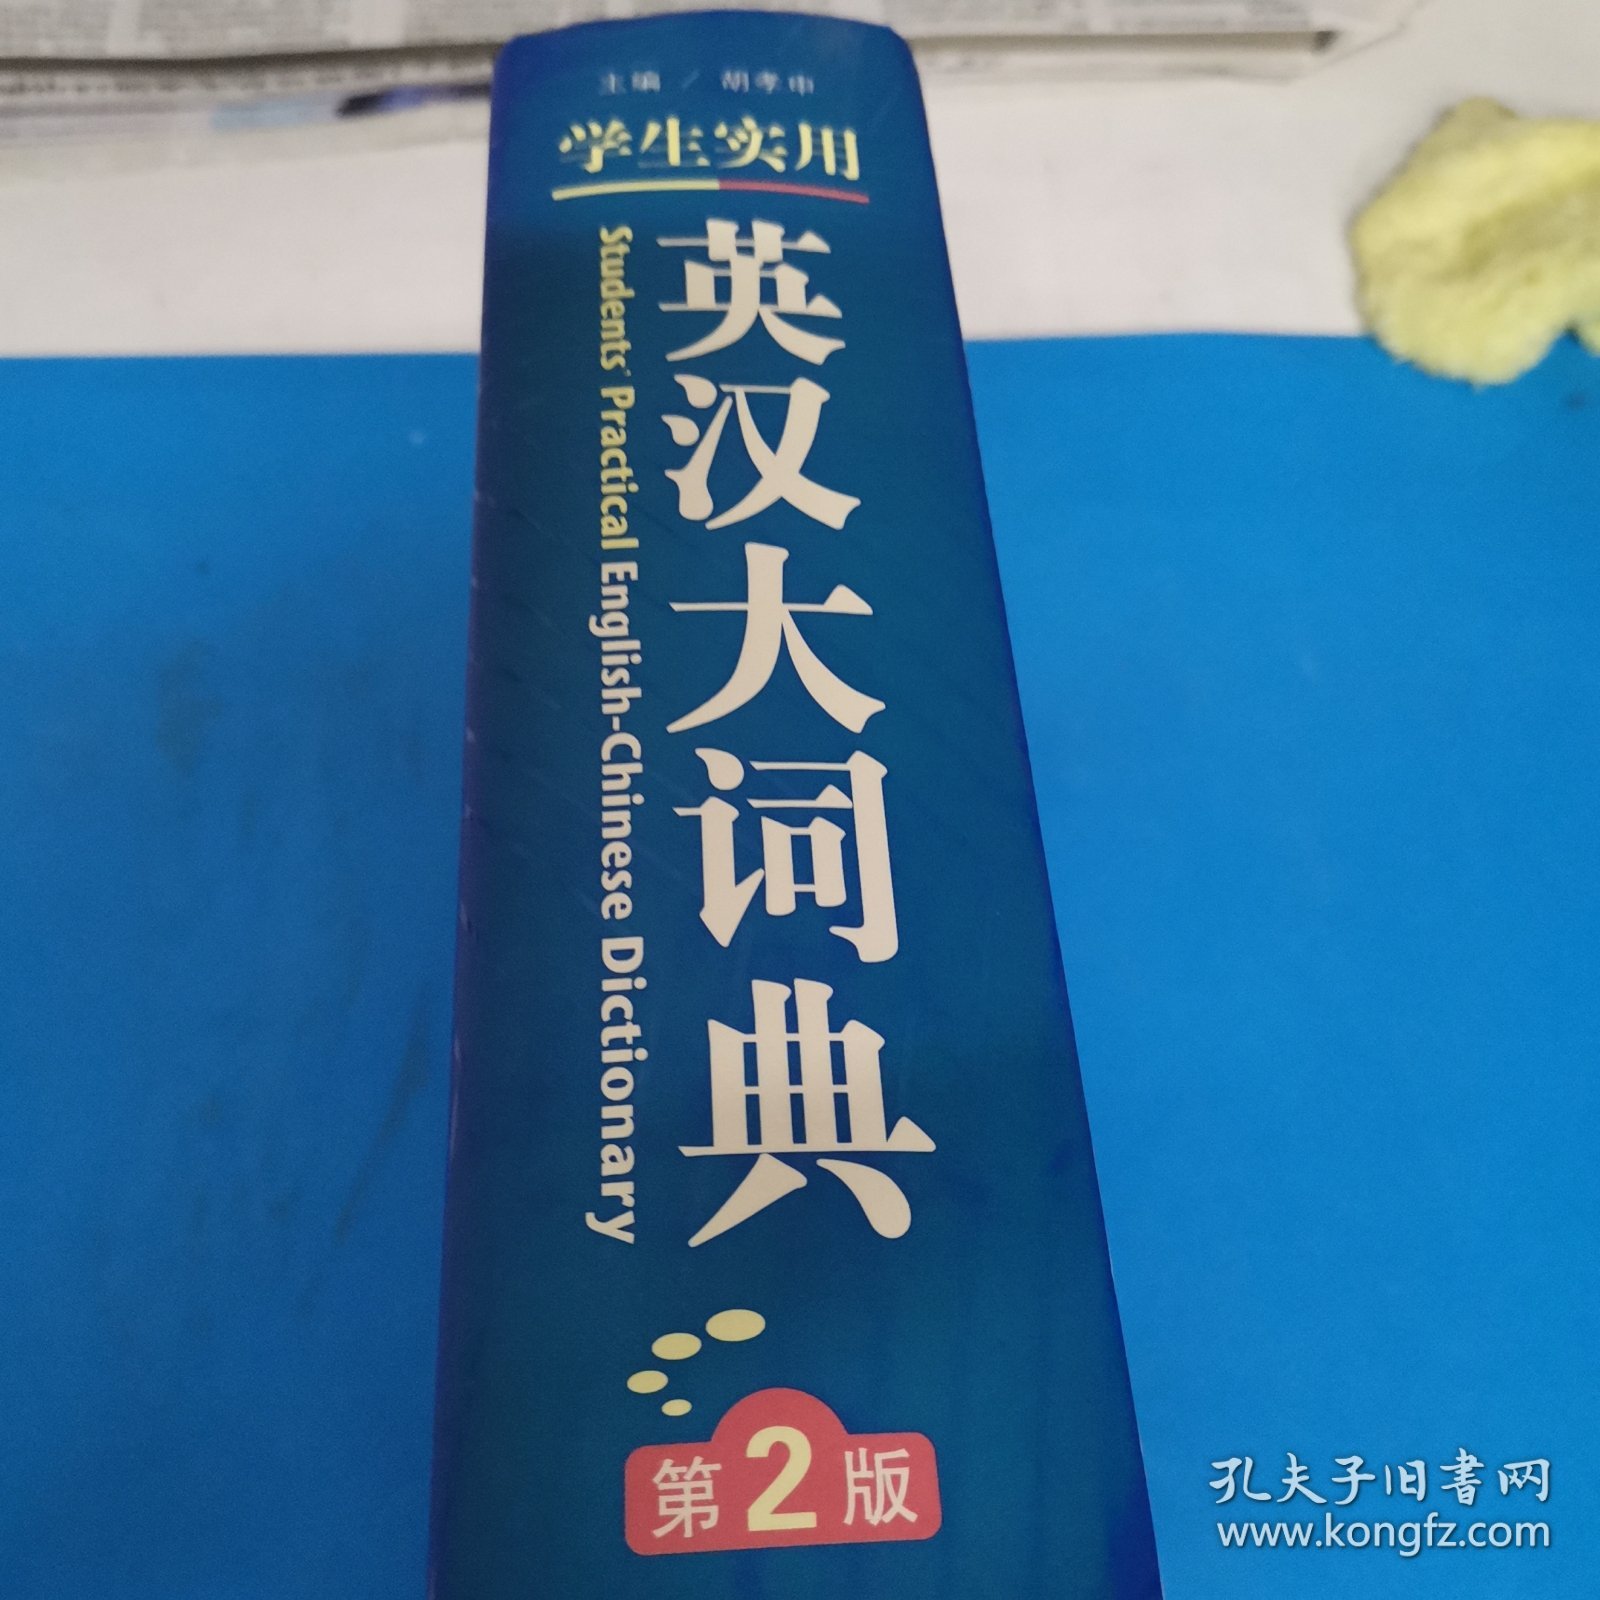 主编 / 胡孝申
学生实用
英汉大词典
Students' Practical English-Chinese Dictionary
第2版
孔夫子旧書网
www.kongfz.com